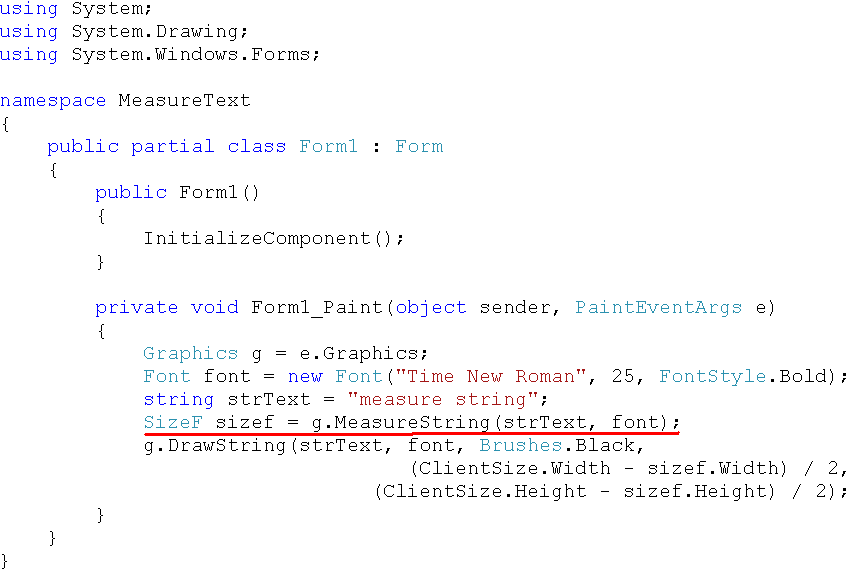 using System;
using System.Drawing;
using System.Windows.Forms;

namespace MeasureText
{
    public partial class Form1 : Form
    {
        public Form1()
        {
            InitializeComponent();
        }

        private void Form1_Paint(object sender, PaintEventArgs e)
        {
            Graphics g = e.Graphics;
            Font font = new Font("Time New Roman", 25, FontStyle.Bold);
            string strText = "measure string";
            SizeF sizef = g.MeasureString(strText, font);
            g.DrawString(strText, font, Brushes.Black,
                                  (ClientSize.Width - sizef.Width) / 2,
                               (ClientSize.Height - sizef.Height) / 2);
        }
    }
}